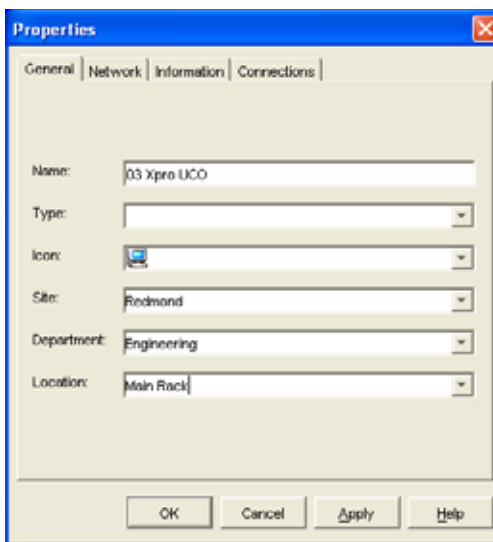 Properties
General Network Information Connections
Name: 03 Xpro UCO
Type:
Icon:
Site: Redmond
Department: Engineering
Location: Main Rack
OK Cancel Apply Help